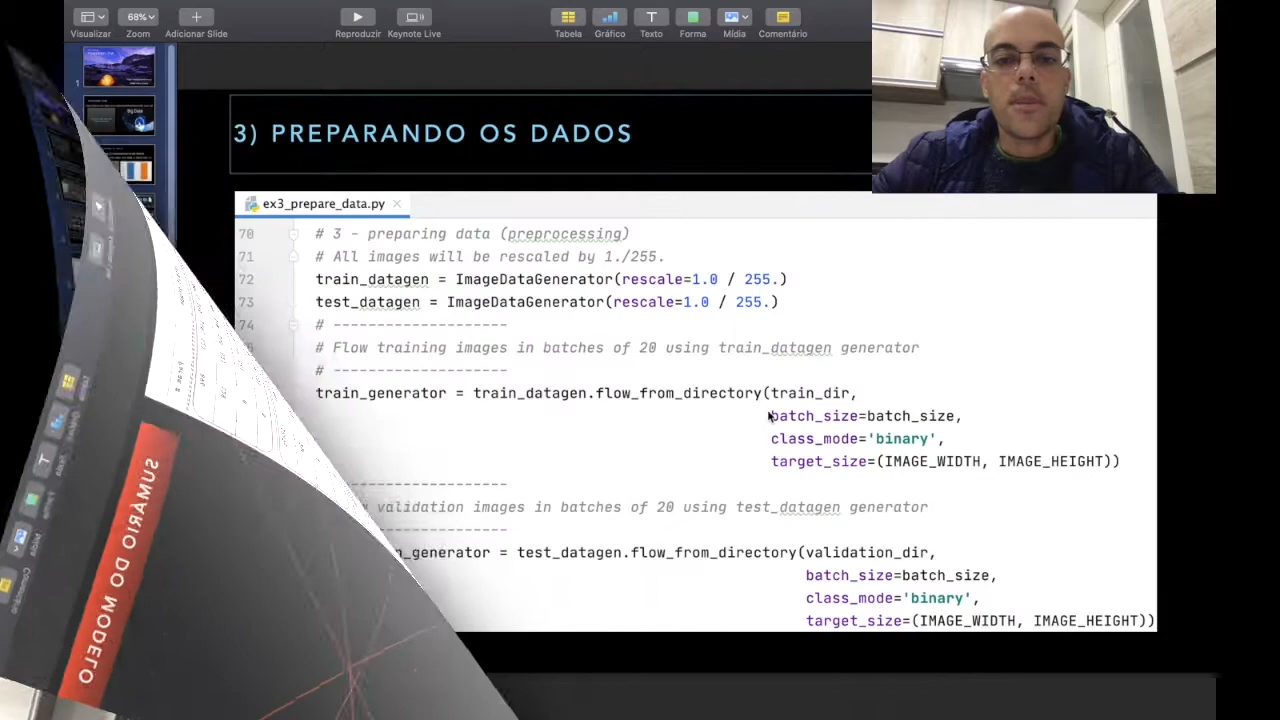 68%
Visualizar
Zoom
Adicionar Slide
Reproduzir
Keynote Live
Tabela
Gráfico
Texto
Forma
Mídia
Comentário
1
3) PREPARANDO OS DADOS
ex3_prepare_data.py
70 # 3 - preparing data (preprocessing)
71 # All images will be rescaled by 1./255.
72 train_datagen = ImageDataGenerator(rescale=1.0 / 255.)
73 test_datagen = ImageDataGenerator(rescale=1.0 / 255.)
74 # --------------------
# Flow training images in batches of 20 using train_datagen generator
# --------------------
train_generator = train_datagen.flow_from_directory(train_dir,
batch_size=batch_size,
class_mode='binary',
target_size=(IMAGE_WIDTH, IMAGE_HEIGHT))
validation images in batches of 20 using test_datagen generator
n_generator = test_datagen.flow_from_directory(validation_dir,
batch_size=batch_size,
class_mode='binary',
target_size=(IMAGE_WIDTH, IMAGE_HEIGHT))
SUMÁRIO DO MODELO